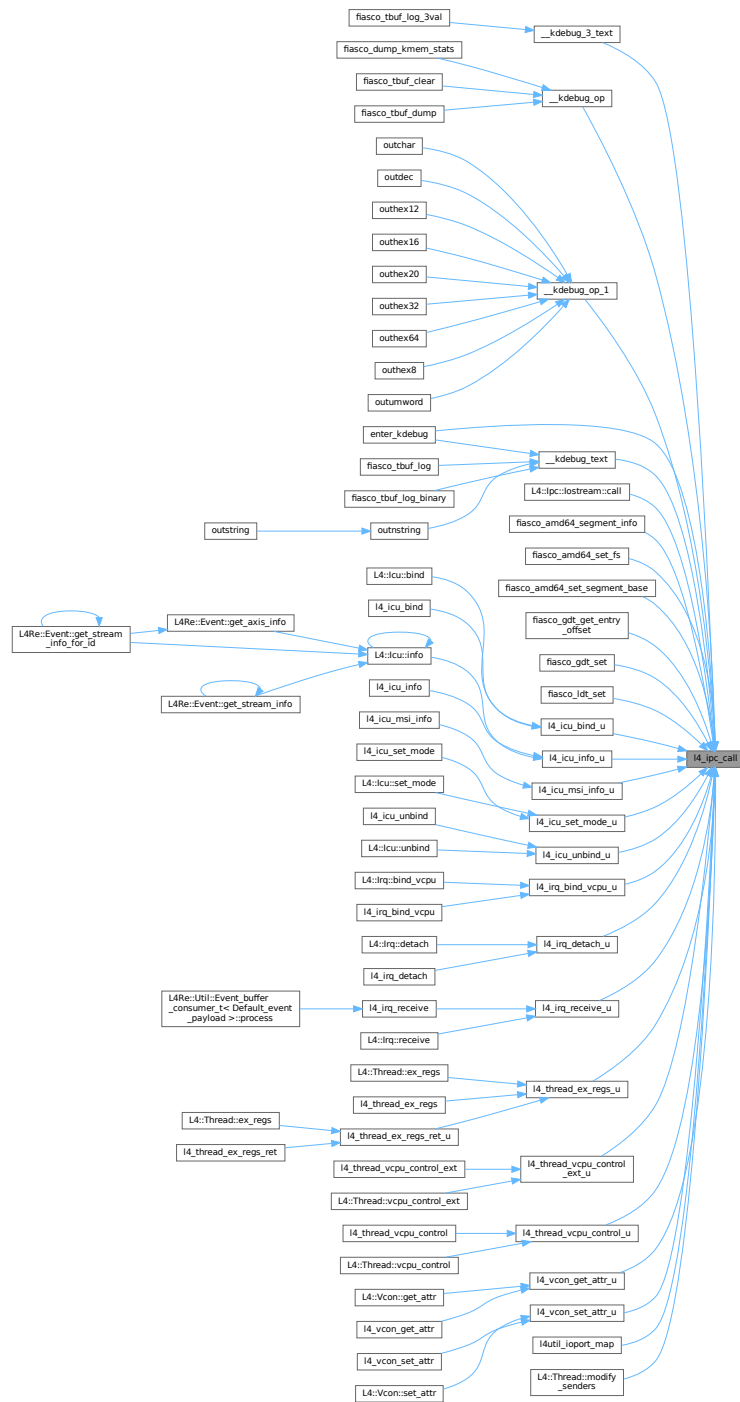 fiasco_tbuf_log_3val
__kdebug_3_text
fiasco_dump_kmem_stats
fiasco_tbuf_clear
__kdebug_op
fiasco_tbuf_dump
outchar
outdec
outhex12
outhex16
outhex20
__kdebug_op_1
outhex32
outhex64
outhex8
outumword
enter_kdebug
__kdebug_text
fiasco_tbuf_log
L4::Ipc::Iostream::call
fiasco_tbuf_log_binary
fiasco_amd64_segment_info
outstring
outnstring
fiasco_amd64_set_fs
L4::Icu::bind
fiasco_amd64_set_segment_base
l4_icu_bind
L4Re::Event::get_axis_info
fiasco_gdt_get_entry
_offset
L4Re::Event::get_stream
_info_for_id
L4::Icu::info
fiasco_gdt_set
l4_icu_info
fiasco_ldt_set
L4Re::Event::get_stream_info
l4_icu_msi_info
l4_icu_bind_u
l4_icu_set_mode
l4_icu_info_u
l4_ipc_call
L4::Icu::set_mode
l4_icu_msi_info_u
l4_icu_unbind
l4_icu_set_mode_u
L4::Icu::unbind
l4_icu_unbind_u
L4::Irq::bind_vcpu
l4_irq_bind_vcpu_u
l4_irq_bind_vcpu
L4::Irq::detach
l4_irq_detach_u
l4_irq_detach
L4Re::Util::Event_buffer
_consumer_t< Default_event
_payload >::process
l4_irq_receive
l4_irq_receive_u
L4::Irq::receive
L4::Thread::ex_regs
l4_thread_ex_regs_u
l4_thread_ex_regs
L4::Thread::ex_regs
l4_thread_ex_regs_ret_u
l4_thread_ex_regs_ret
l4_thread_vcpu_control_ext
l4_thread_vcpu_control
ext_u
L4::Thread::vcpu_control_ext
l4_thread_vcpu_control
l4_thread_vcpu_control_u
L4::Thread::vcpu_control
l4_vcon_get_attr_u
L4::Vcon::get_attr
l4_vcon_get_attr
l4_vcon_set_attr_u
l4util_ioport_map
l4_vcon_set_attr
L4::Thread::modify
_senders
L4::Vcon::set_attr